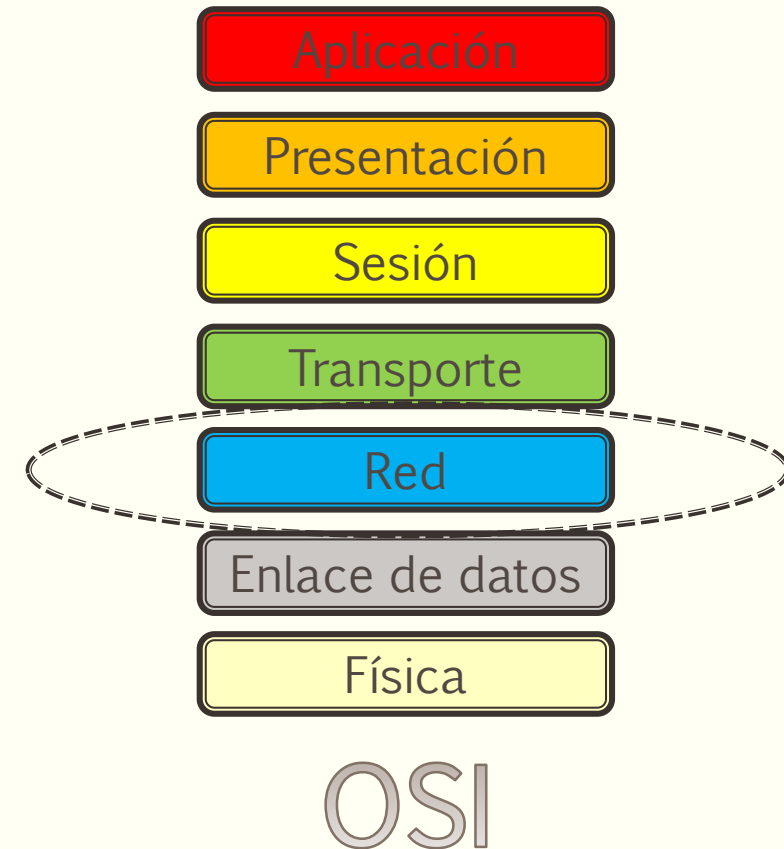 Aplicación
Presentación
Sesión
Transporte
Red
Enlace de datos
Física
OSI